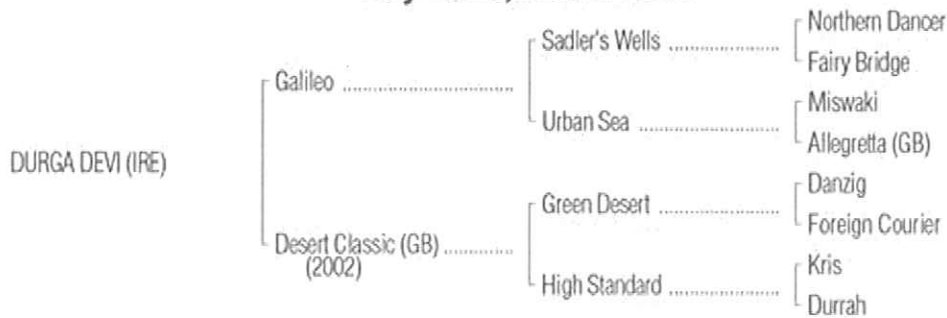 Northern Dancer
Sadler's Wells
Fairy Bridge
Galileo
Miswaki
Urban Sea
Allegretta (GB)
DURGA DEVI (IRE)
Danzig
Green Desert
Foreign Courier
Desert Classic (GB)
(2002)
Kris
High Standard
Durrah